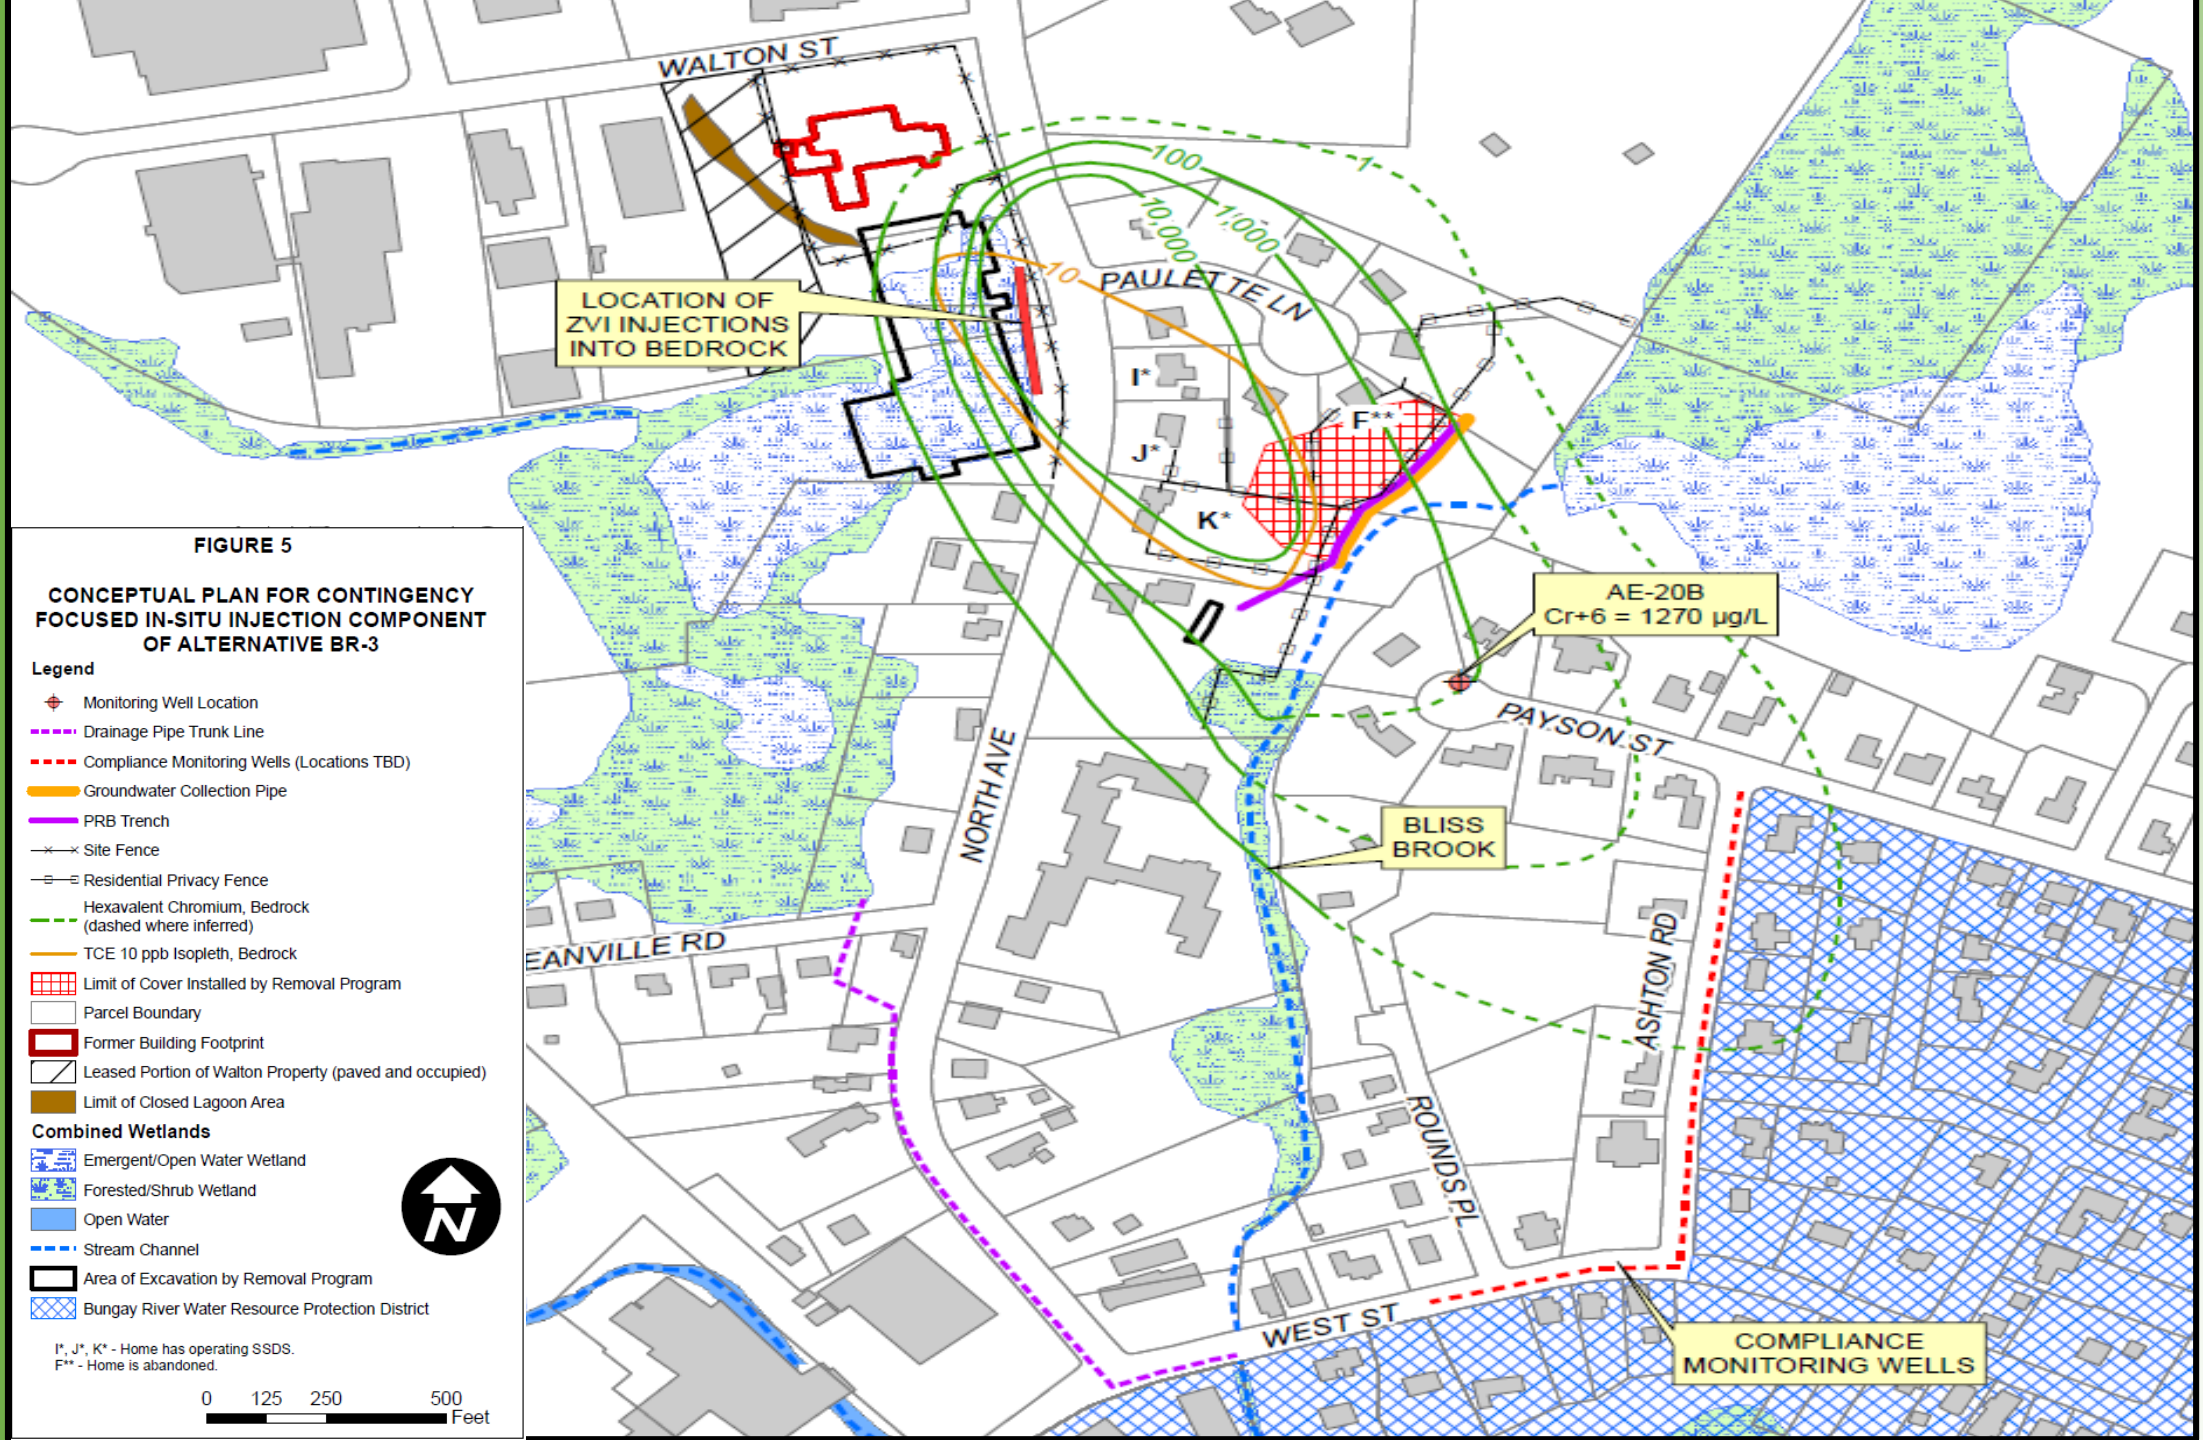 WALTON ST
100
1
10,000
1,000
10
PAULETTE LN
LOCATION OF
ZVI INJECTIONS
INTO BEDROCK
I*
F**
J*
K*
AE-20B
Cr+6 = 1270 µg/L
PAYSON ST
NORTH AVE
BLISS
BROOK
EANVILLE RD
ASHTON RD
ROUNDS PL
WEST ST
COMPLIANCE
MONITORING WELLS
FIGURE 5
CONCEPTUAL PLAN FOR CONTINGENCY
FOCUSED IN-SITU INJECTION COMPONENT
OF ALTERNATIVE BR-3
Legend
Monitoring Well Location
Drainage Pipe Trunk Line
Compliance Monitoring Wells (Locations TBD)
Groundwater Collection Pipe
PRB Trench
Site Fence
Residential Privacy Fence
Hexavalent Chromium, Bedrock
(dashed where inferred)
TCE 10 ppb Isopleth, Bedrock
Limit of Cover Installed by Removal Program
Parcel Boundary
Former Building Footprint
Leased Portion of Walton Property (paved and occupied)
Limit of Closed Lagoon Area
Combined Wetlands
Emergent/Open Water Wetland
Forested/Shrub Wetland
Open Water
Stream Channel
Area of Excavation by Removal Program
Bungay River Water Resource Protection District
N
I*, J*, K* - Home has operating SSDS.
F** - Home is abandoned.
0 125 250 500
Feet